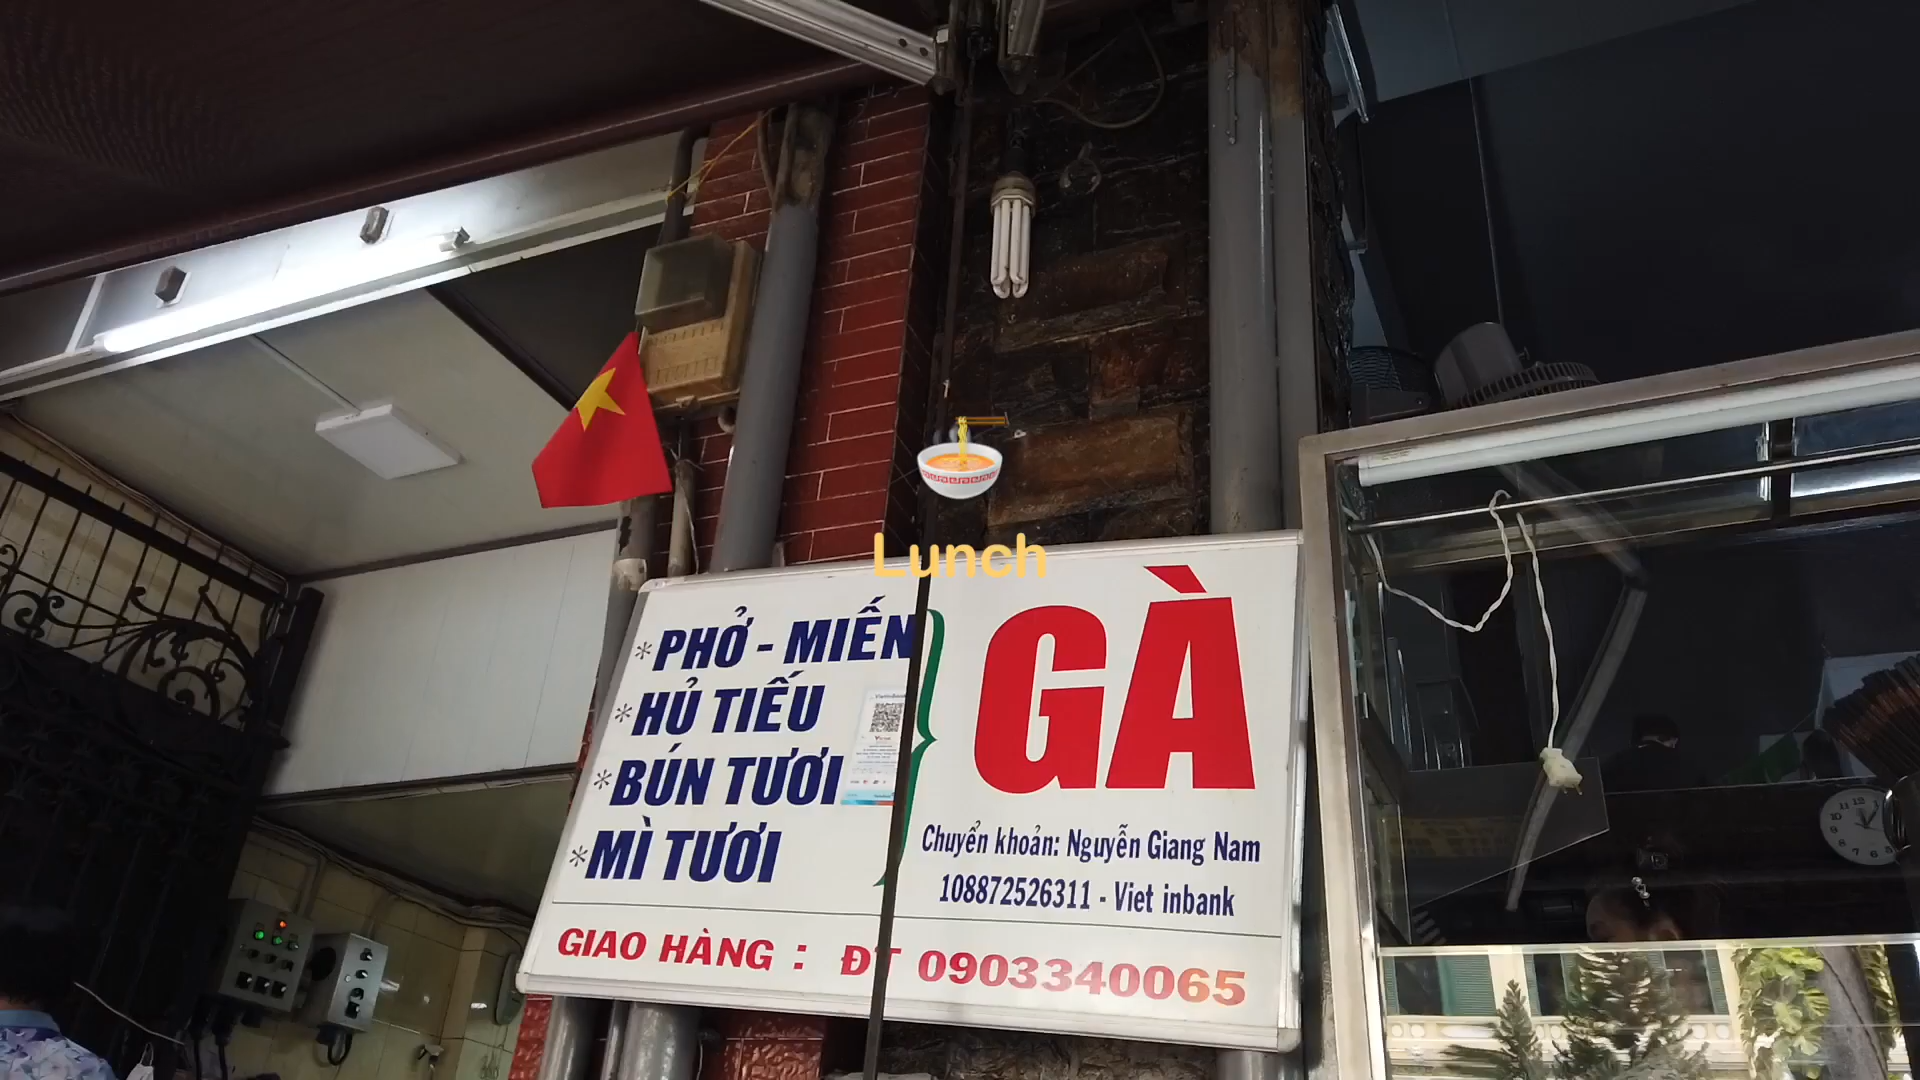 Lunch
*PHỞ - MIẾN
*HỦ TIẾU
*BÚN TƯƠI
*MÌ TƯƠI
GÀ
Chuyển khoản: Nguyễn Giang Nam
108872526311 - Viet inbank
GIAO HÀNG : ĐT 0903340065